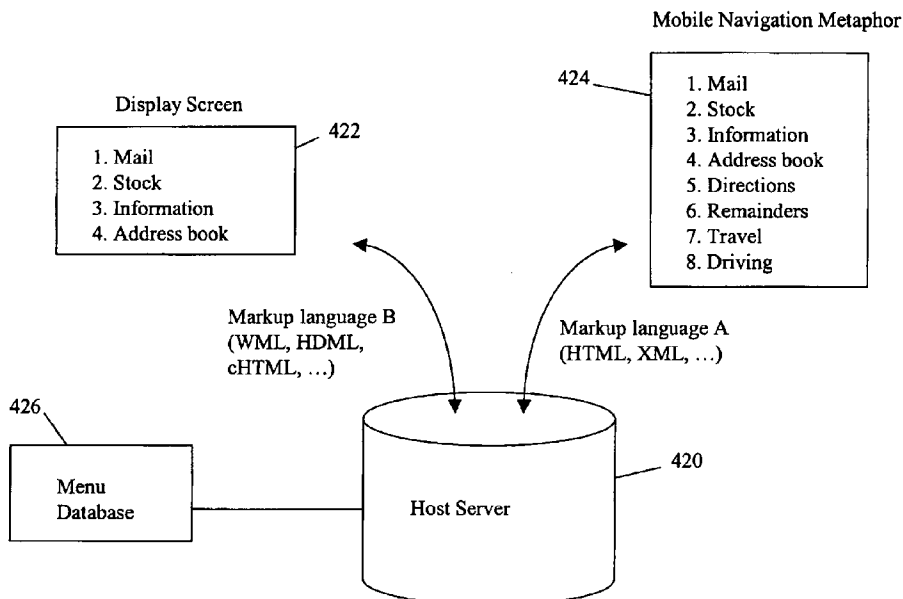 Mobile Navigation Metaphor
424
1. Mail
2. Stock
3. Information
4. Address book
5. Directions
6. Remainders
7. Travel
8. Driving
Display Screen
422
1. Mail
2. Stock
3. Information
4. Address book
Markup language B
(WML, HDML,
cHTML, …)
Markup language A
(HTML, XML, …)
426
Menu
Database
420
Host Server